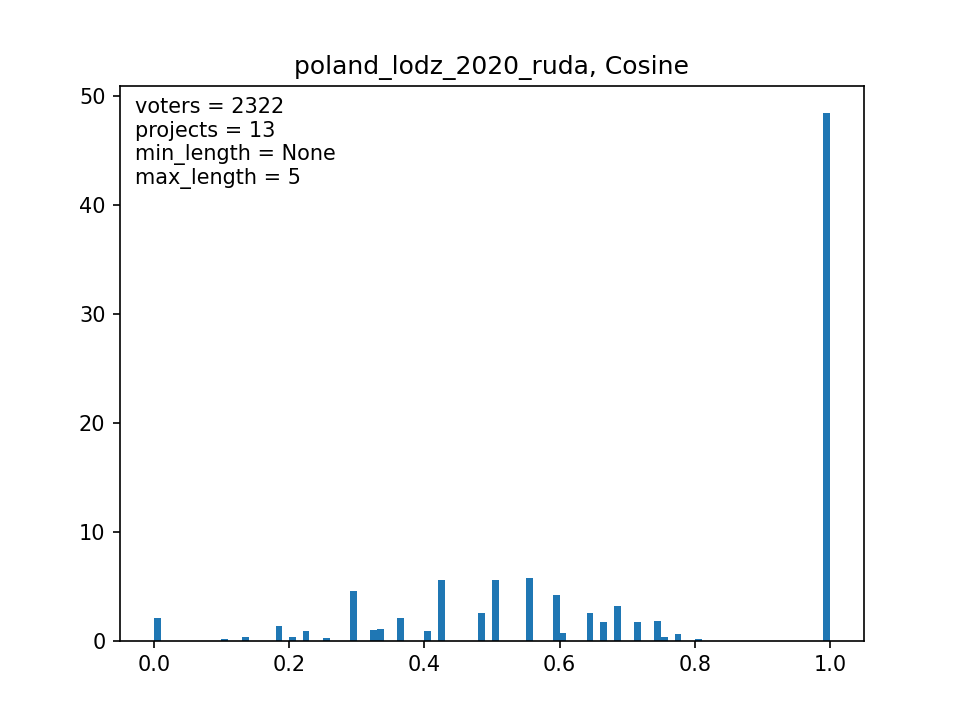 poland_lodz_2020_ruda, Cosine
voters = 2322
projects = 13
min_length = None
max_length = 5
50
40
30
20
10
0
0.0 0.2 0.4 0.6 0.8 1.0